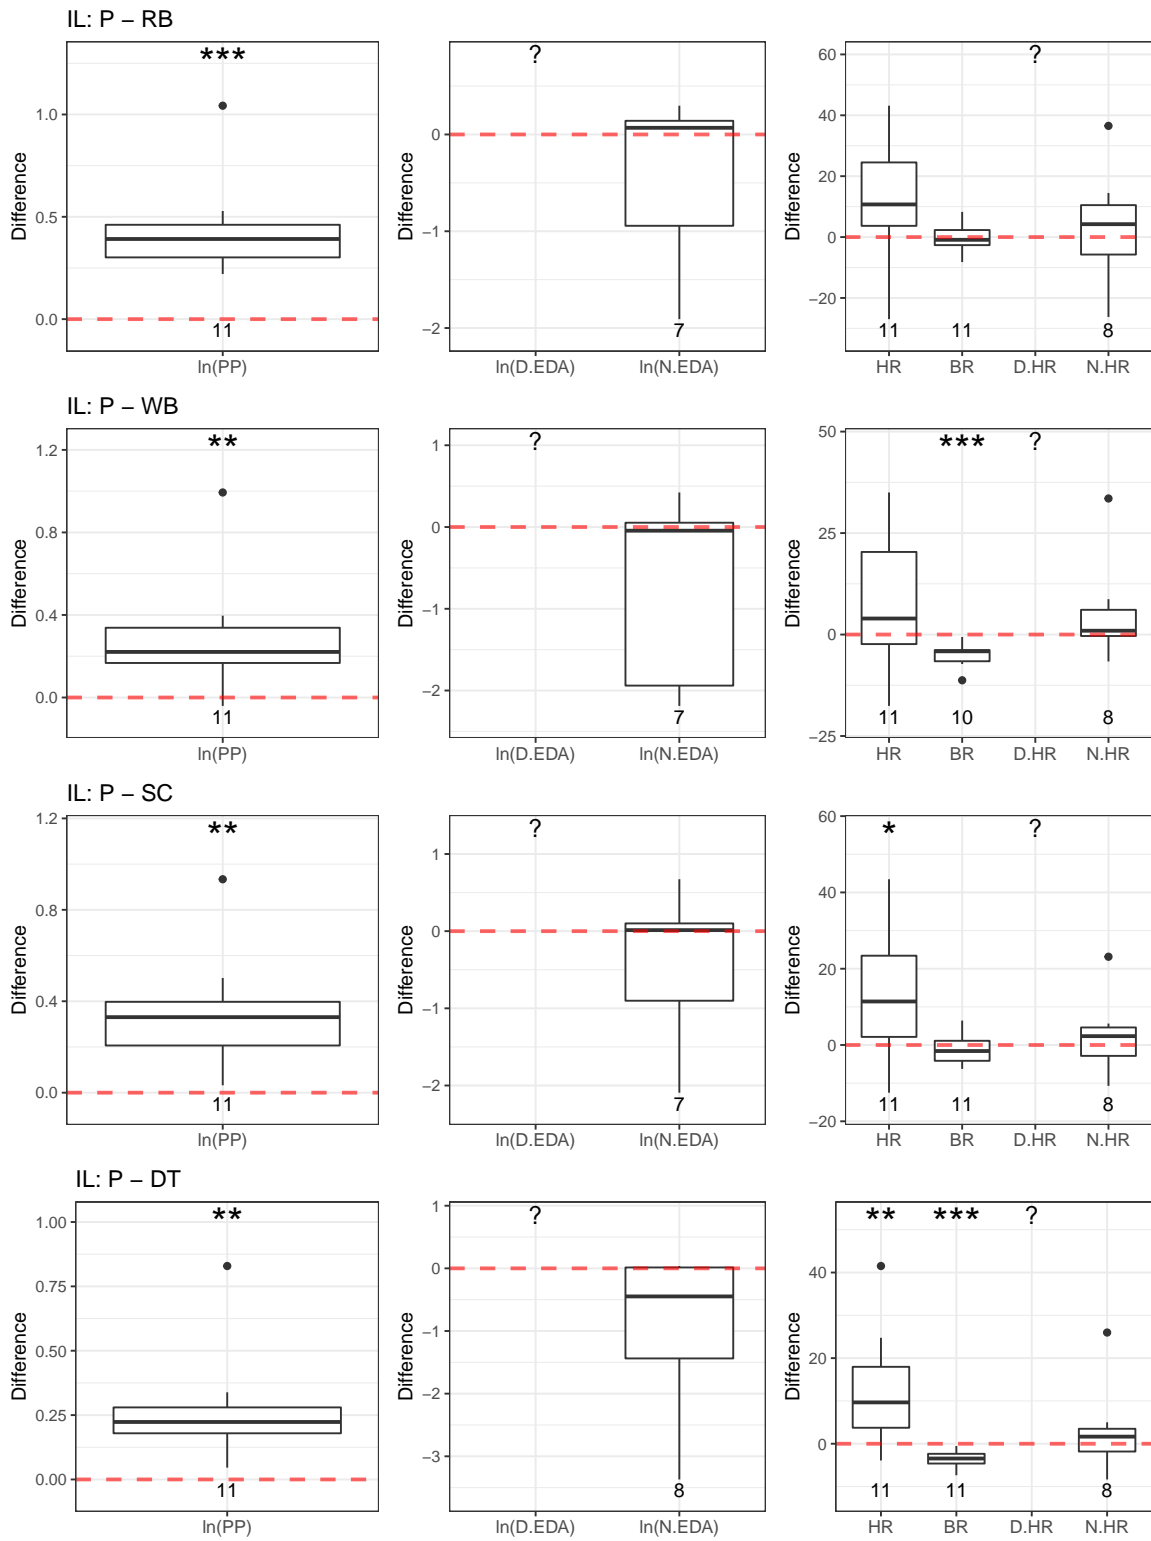 IL: P − RB
***
Difference
1.0
0.5
0.0
11
ln(PP)
?
Difference
0
−1
−2
7
ln(D.EDA) ln(N.EDA)
?
Difference
60
40
20
0
−20
11 11 8
HR BR D.HR N.HR
IL: P − WB
**
Difference
1.2
0.8
0.4
0.0
11
ln(PP)
?
Difference
1
0
−1
−2
7
ln(D.EDA) ln(N.EDA)
*** ?
Difference
50
25
0
−25
11 10 8
HR BR D.HR N.HR
IL: P − SC
**
Difference
1.2
0.8
0.4
0.0
11
ln(PP)
?
Difference
1
0
−1
−2
7
ln(D.EDA) ln(N.EDA)
* ?
Difference
60
40
20
0
−20
11 11 8
HR BR D.HR N.HR
IL: P − DT
**
Difference
1.00
0.75
0.50
0.25
0.00
11
ln(PP)
?
Difference
1
0
−1
−2
−3
8
ln(D.EDA) ln(N.EDA)
** *** ?
Difference
40
20
0
11 11 8
HR BR D.HR N.HR